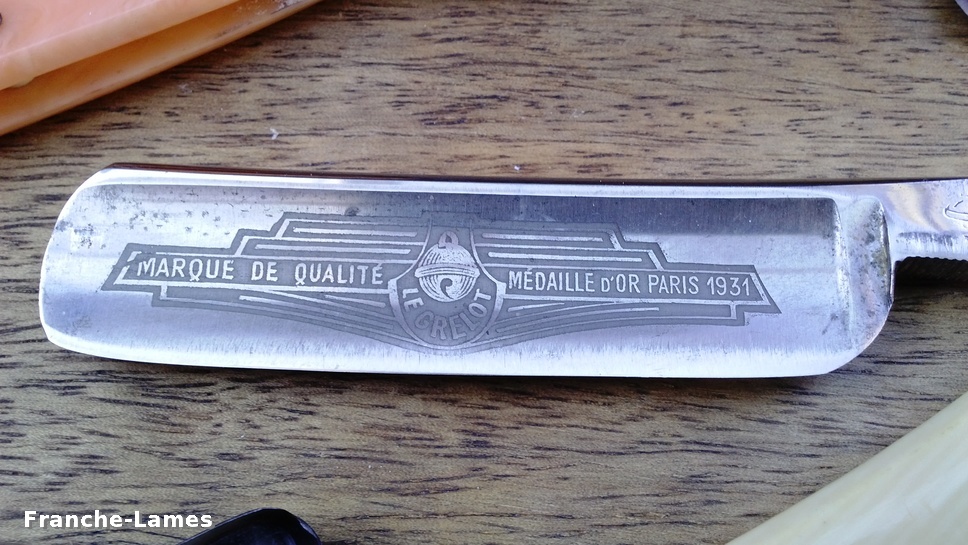 MARQUE DE QUALITÉ
LE GRELOT
MÉDAILLE D'OR PARIS 1931
Franche-Lames